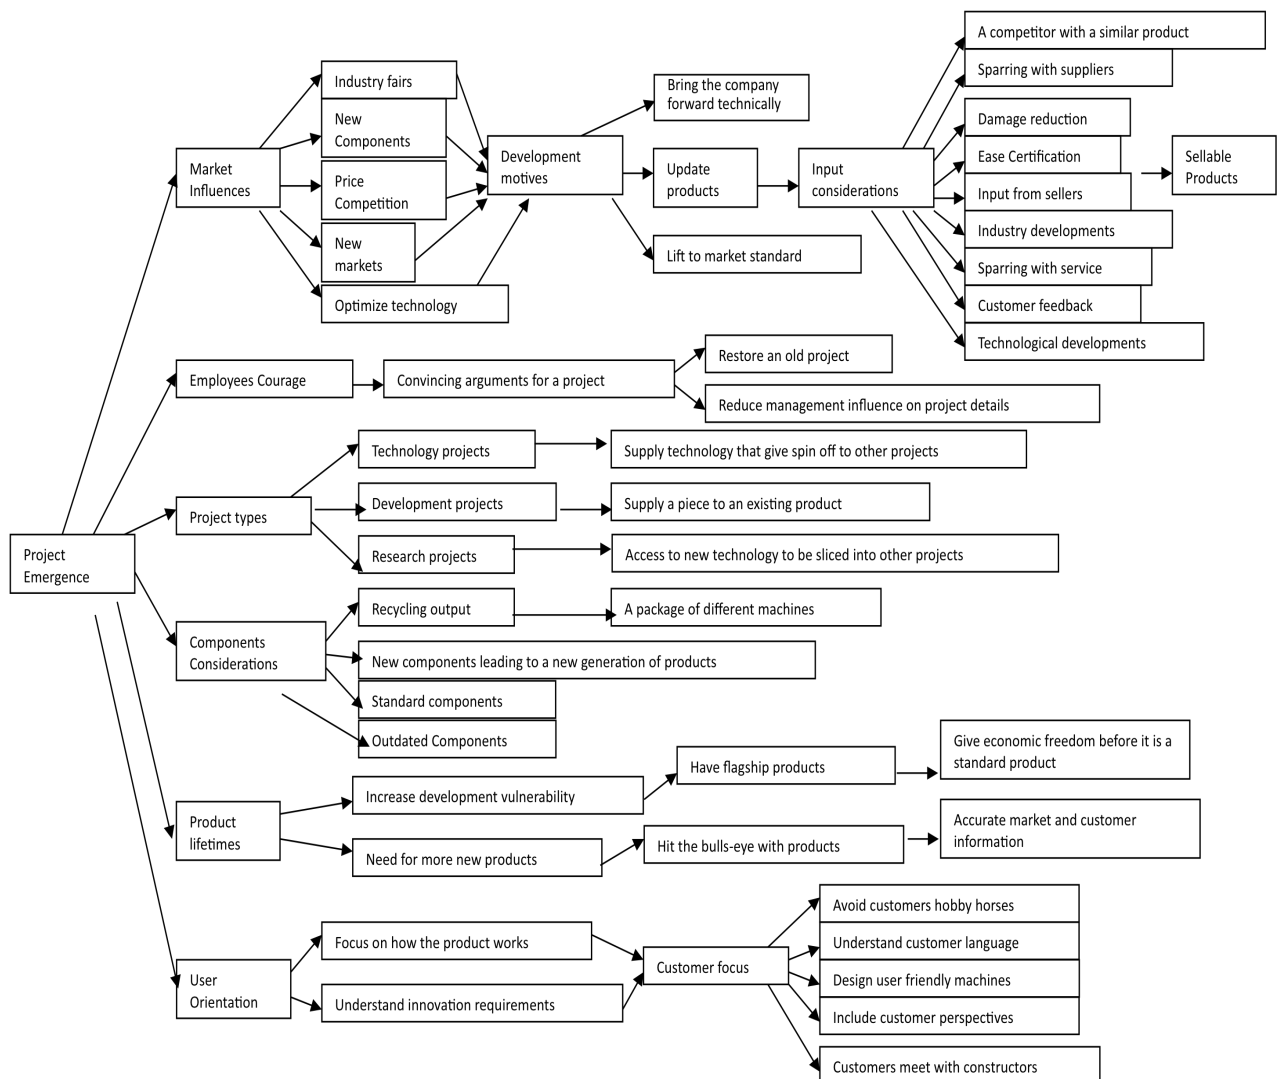 A competitor with a similar product
Sparring with suppliers
Industry fairs
Bring the company
forward technically
New
Components
Damage reduction
Market
Influences
Development
motives
Update
products
Input
considerations
Ease Certification
Sellable
Products
Price
Competition
Input from sellers
Industry developments
New
markets
Lift to market standard
Sparring with service
Optimize technology
Customer feedback
Technological developments
Employees Courage
Convincing arguments for a project
Restore an old project
Reduce management influence on project details
Technology projects
Supply technology that give spin off to other projects
Project types
Development projects
Supply a piece to an existing product
Project
Emergence
Research projects
Access to new technology to be sliced into other projects
Recycling output
A package of different machines
Components
Considerations
New components leading to a new generation of products
Standard components
Outdated Components
Give economic freedom before it is a
standard product
Have flagship products
Increase development vulnerability
Product
lifetimes
Accurate market and customer
information
Hit the bulls-eye with products
Need for more new products
Avoid customers hobby horses
Focus on how the product works
Understand customer language
Customer focus
User
Orientation
Design user friendly machines
Understand innovation requirements
Include customer perspectives
Customers meet with constructors